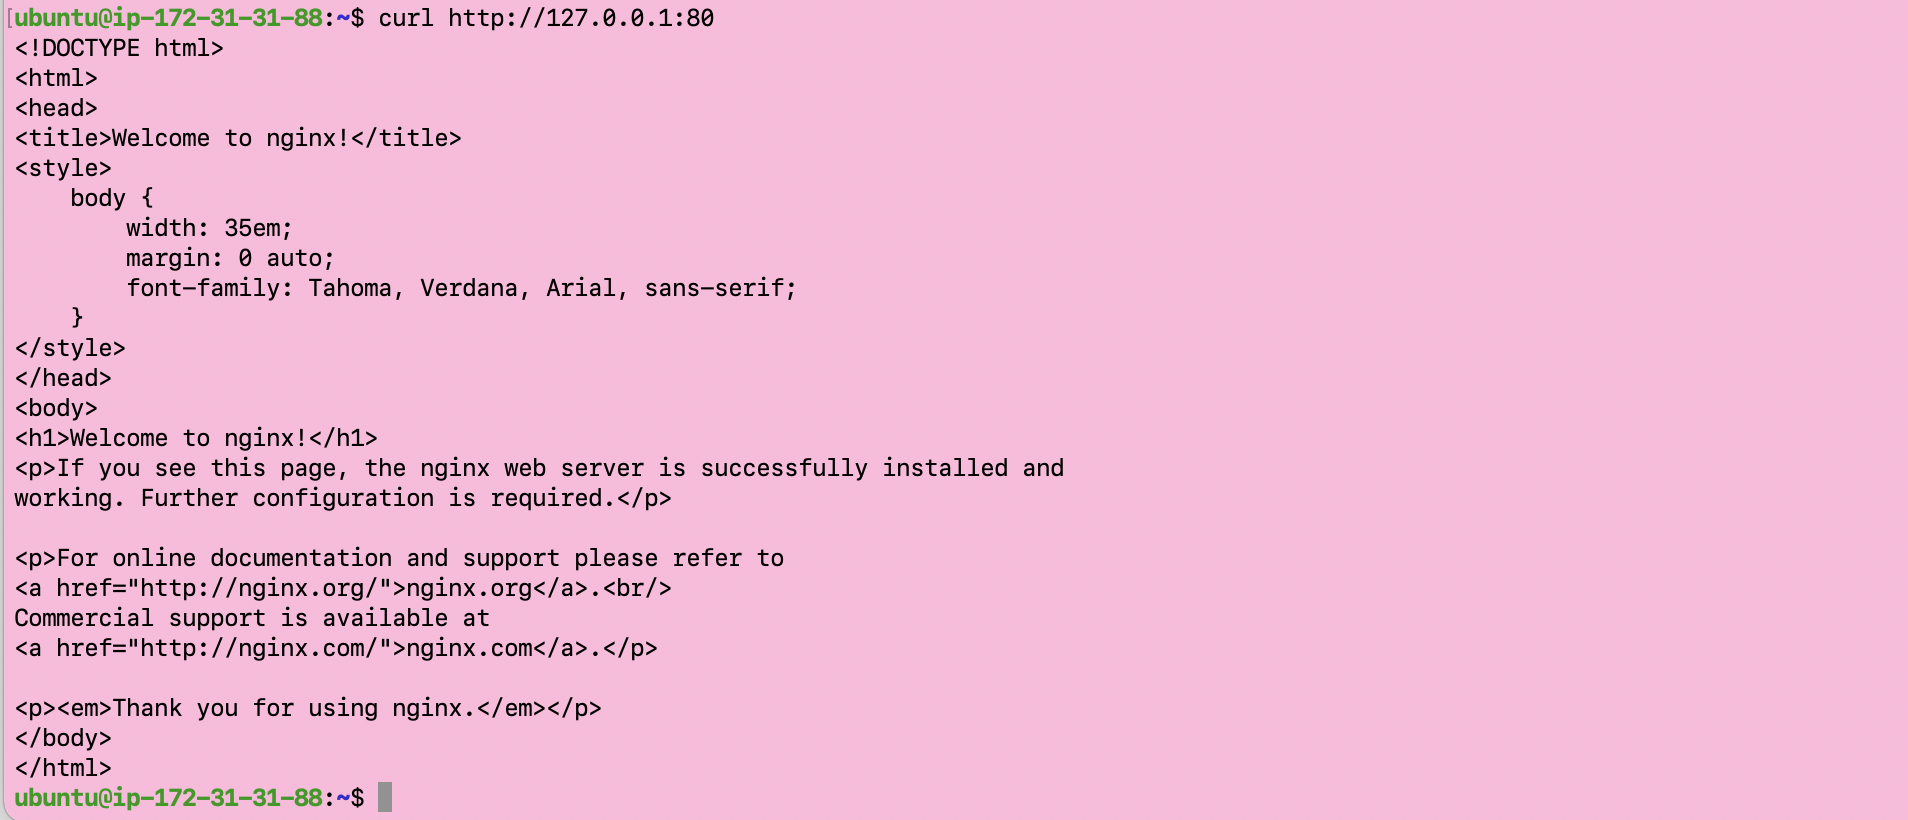 [ubuntu@ip-172-31-31-88:~$ curl http://127.0.0.1:80
<!DOCTYPE html>
<html>
<head>
<title>Welcome to nginx!</title>
<style>
    body {
        width: 35em;
        margin: 0 auto;
        font-family: Tahoma, Verdana, Arial, sans-serif;
    }
</style>
</head>
<body>
<h1>Welcome to nginx!</h1>
<p>If you see this page, the nginx web server is successfully installed and
working. Further configuration is required.</p>

<p>For online documentation and support please refer to
<a href="http://nginx.org/">nginx.org</a>.<br/>
Commercial support is available at
<a href="http://nginx.com/">nginx.com</a>.</p>

<p><em>Thank you for using nginx.</em></p>
</body>
</html>
ubuntu@ip-172-31-31-88:~$